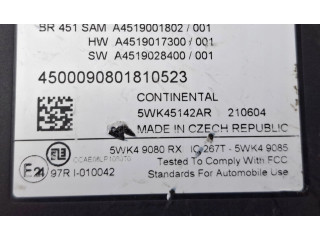 BR 451 SAM A4519001802 / 001
HW A4519017300 / 001
SW A4519028400 / 001
4500090801810523
CONTINENTAL
5WK45142AR 210604
MADE IN CZECH REPUBLIC
5WK4 9080 RX IC 267T - 5WK4 9085
Tested To Comply With FCC
Standards For Automobile Use
E24 97R I-010042